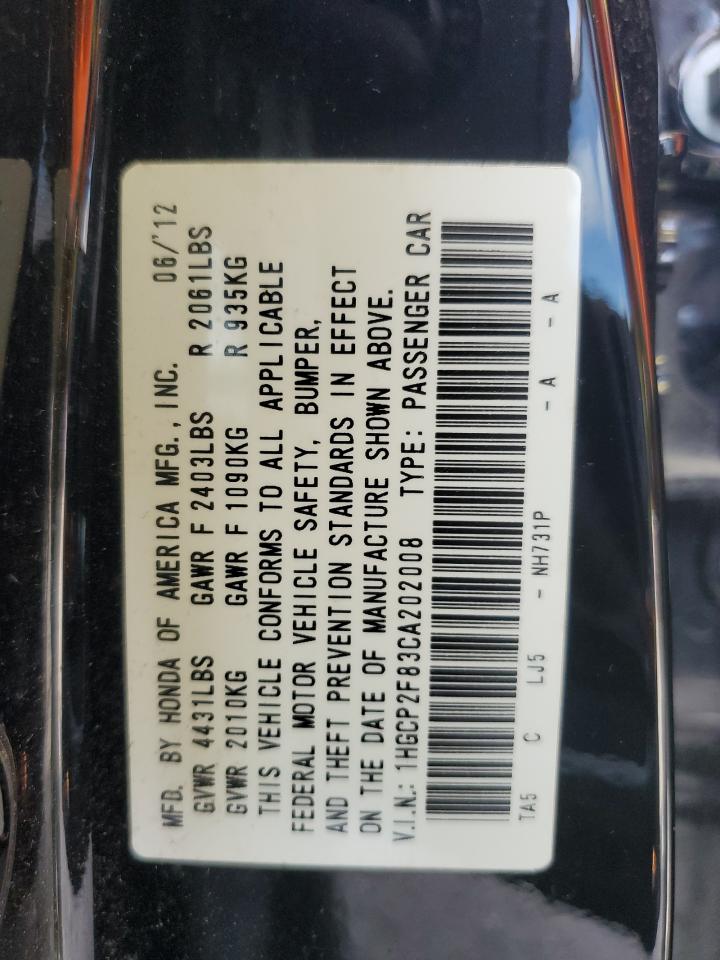 MFD. BY HONDA OF AMERICA MFG., INC. 06/'12
GVWR 4431LBS GAWR F 2403LBS R 2061LBS
GVWR 2010KG GAWR F 1090KG R 935KG
THIS VEHICLE CONFORMS TO ALL APPLICABLE
FEDERAL MOTOR VEHICLE SAFETY, BUMPER,
AND THEFT PREVENTION STANDARDS IN EFFECT
ON THE DATE OF MANUFACTURE SHOWN ABOVE.
V.I.N.: 1HGCP2F83CA202008 TYPE: PASSENGER CAR
TA5 C LJ5 - NH731P - A - A